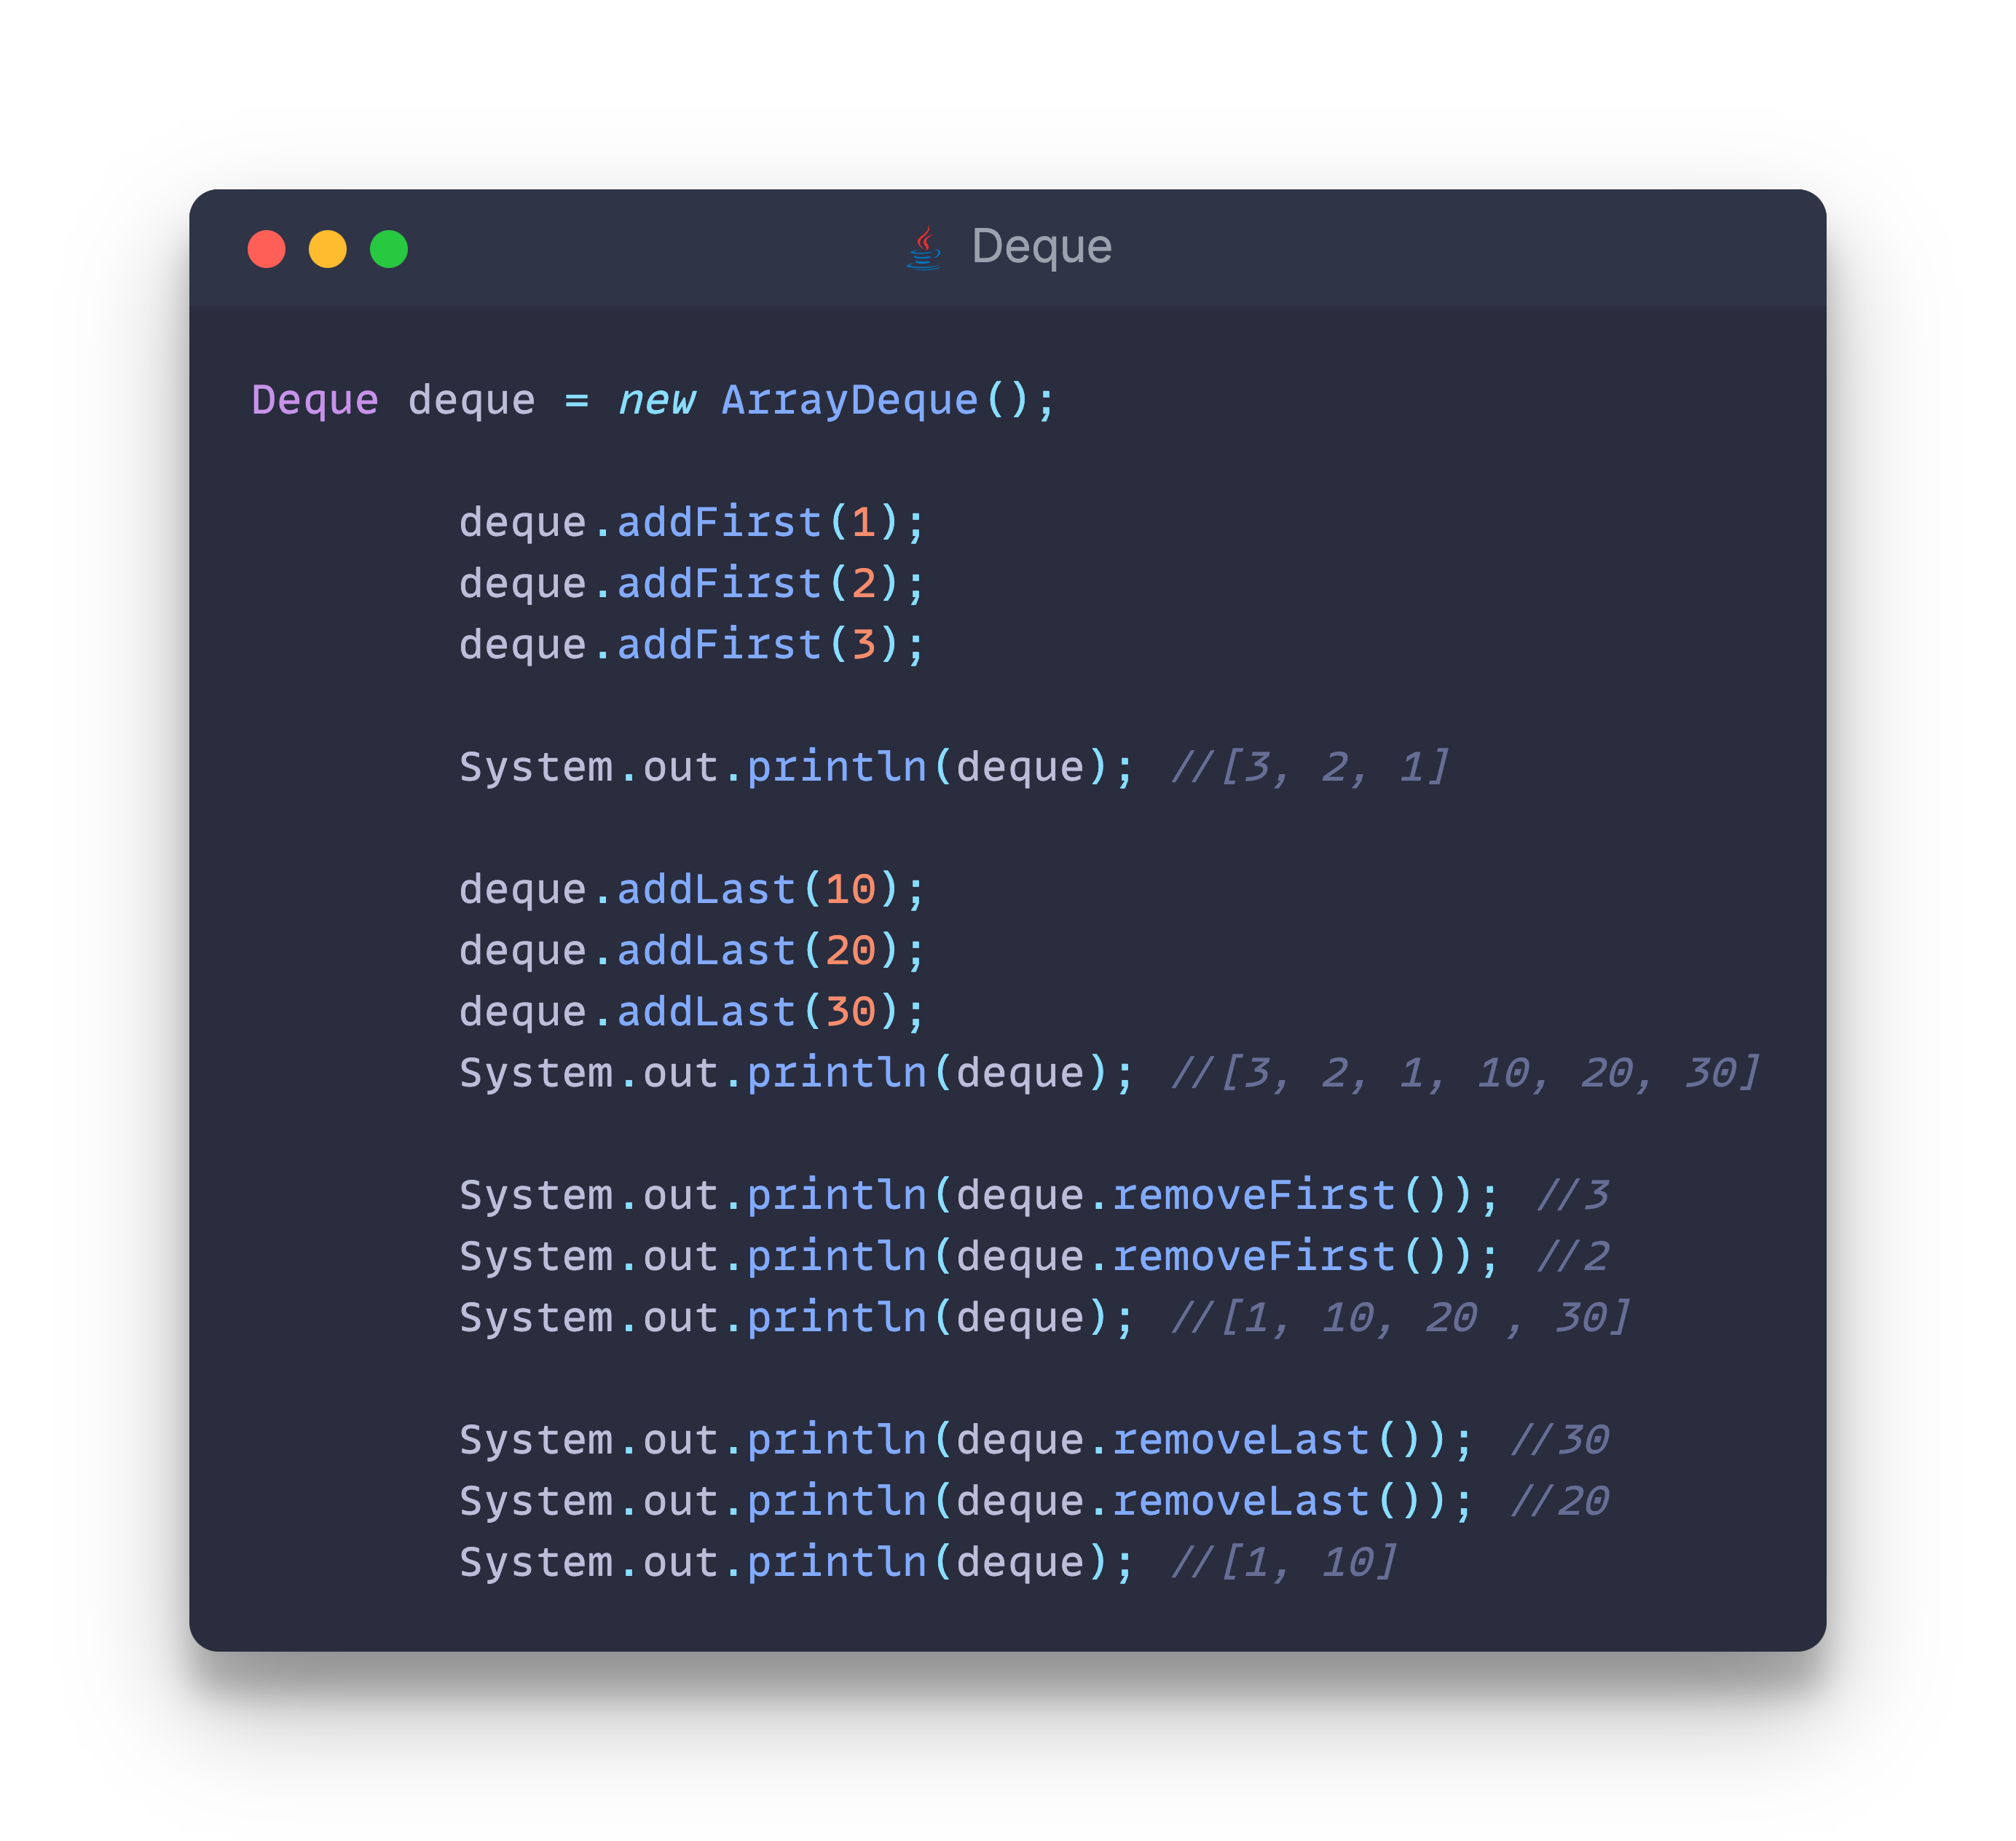 Deque
Deque deque = new ArrayDeque();
deque.addFirst(1);
deque.addFirst(2);
deque.addFirst(3);
System.out.println(deque); //[3, 2, 1]
deque.addLast(10);
deque.addLast(20);
deque.addLast(30);
System.out.println(deque); //[3, 2, 1, 10, 20, 30]
System.out.println(deque.removeFirst()); //3
System.out.println(deque.removeFirst()); //2
System.out.println(deque); //[1, 10, 20 , 30]
System.out.println(deque.removeLast()); //30
System.out.println(deque.removeLast()); //20
System.out.println(deque); //[1, 10]